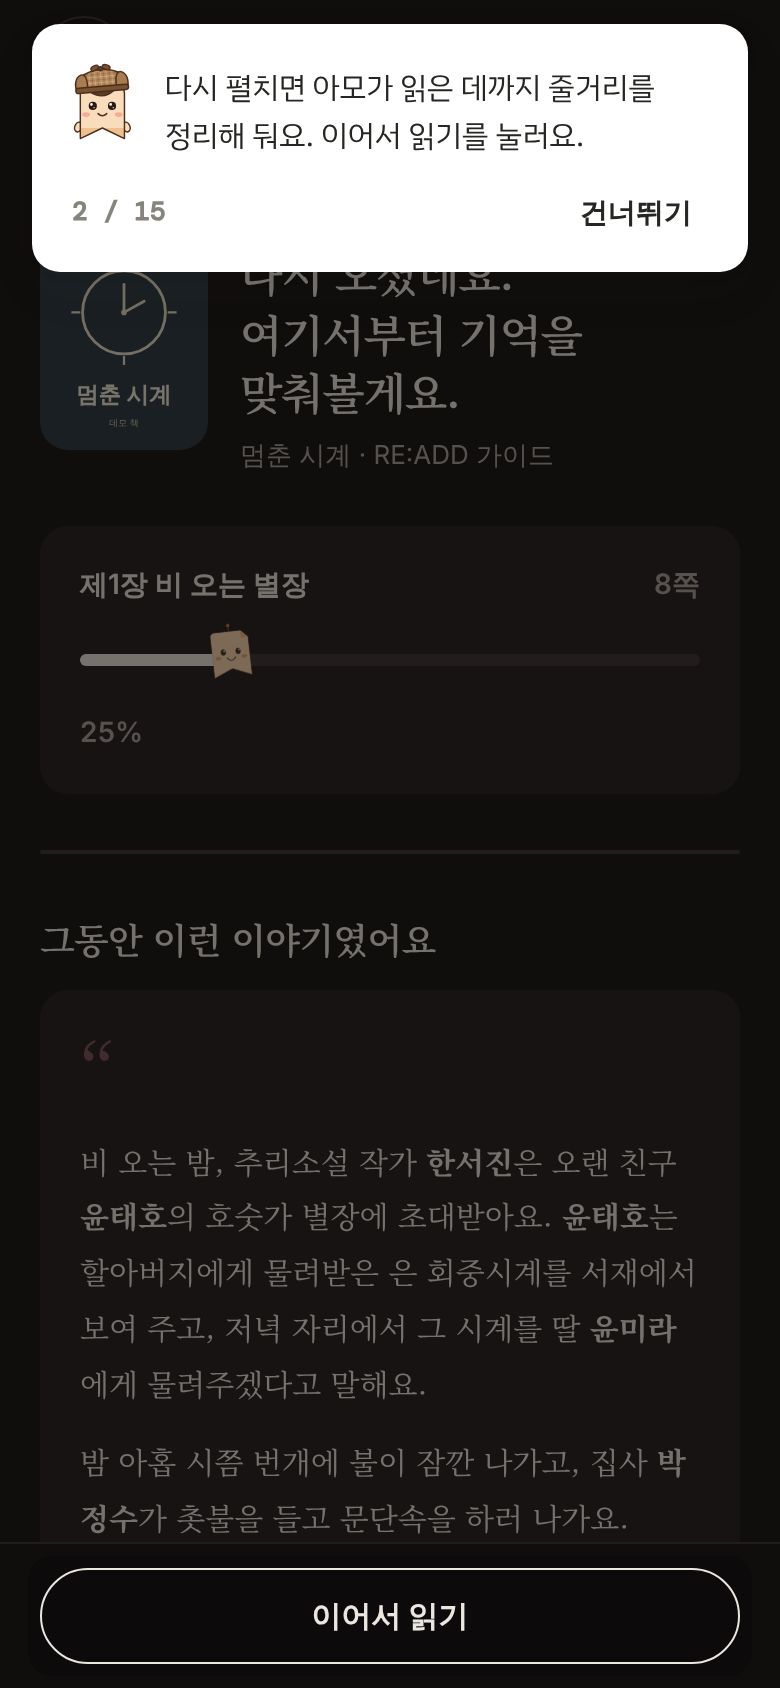 다시 펼치면 아모가 읽은 데까지 줄거리를
정리해 둬요. 이어서 읽기를 눌러요.
2 / 15
건너뛰기
멈춘 시계
데모 책
다시 오셨네요.
여기서부터 기억을
맞춰볼게요.
멈춘 시계 · RE:ADD 가이드
제1장 비 오는 별장
8쪽
25%
그동안 이런 이야기였어요
“
비 오는 밤, 추리소설 작가 한서진은 오랜 친구
윤태호의 호숫가 별장에 초대받아요. 윤태호는
할아버지에게 물려받은 은 회중시계를 서재에서
보여 주고, 저녁 자리에서 그 시계를 딸 윤미라
에게 물려주겠다고 말해요.
밤 아홉 시쯤 번개에 불이 잠깐 나가고, 집사 박
정수가 촛불을 들고 문단속을 하러 나가요.
이어서 읽기